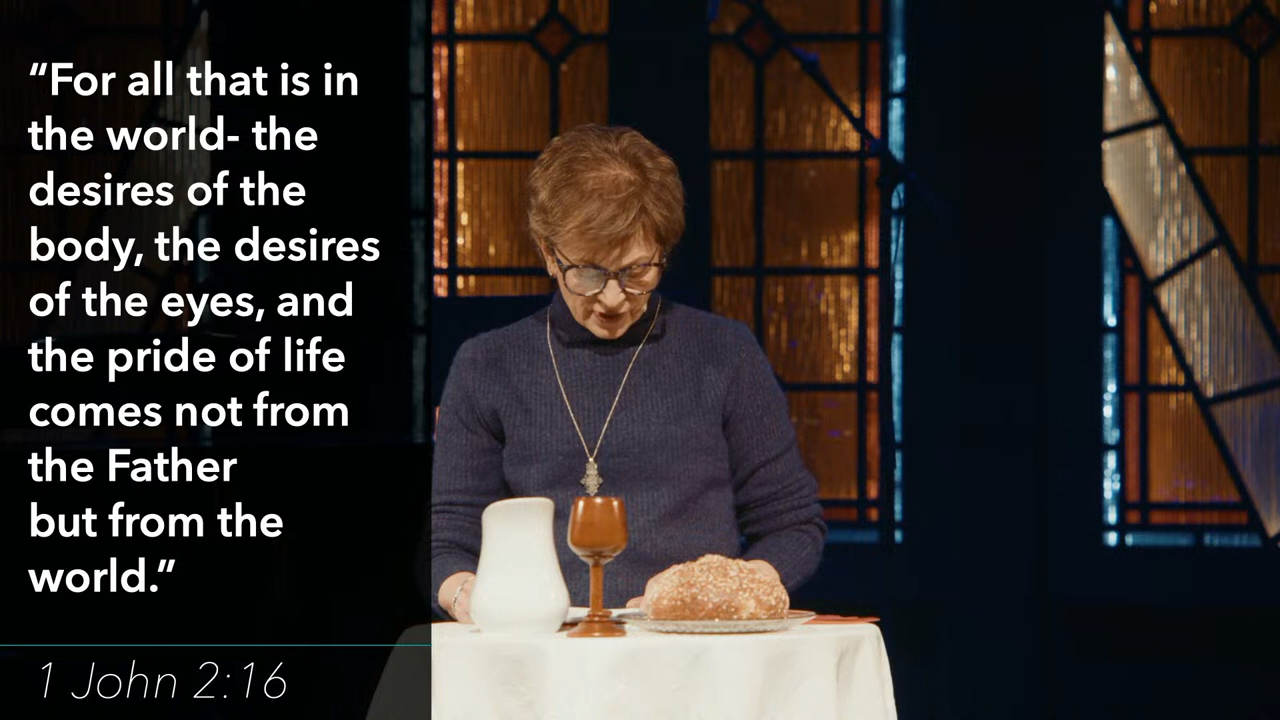 “For all that is in
the world- the
desires of the
body, the desires
of the eyes, and
the pride of life
comes not from
the Father
but from the
world.”
1 John 2:16